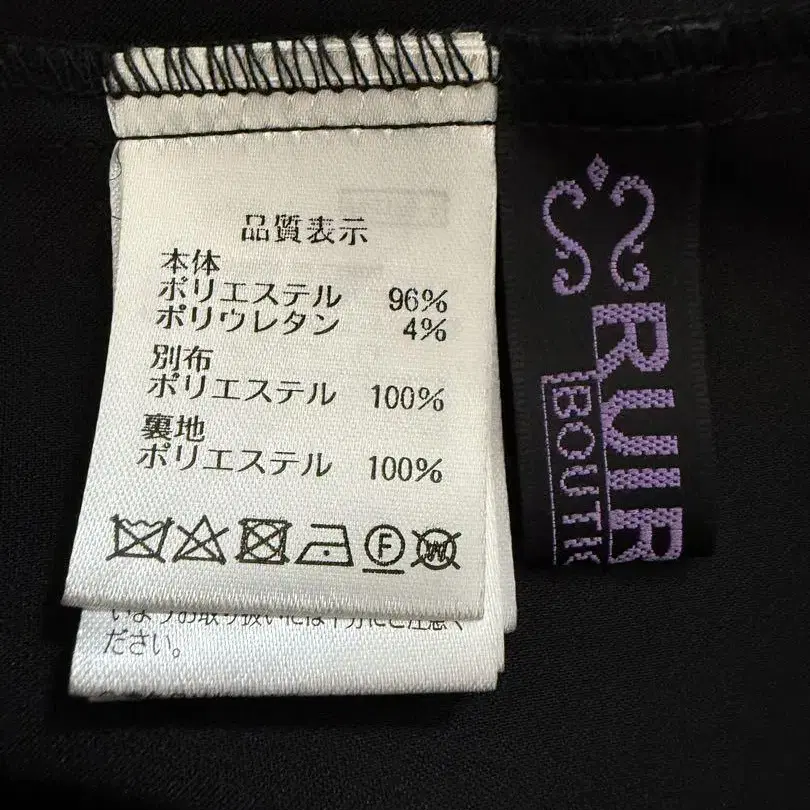 品質表示
本体
ポリエステル 96%
ポリウレタン 4%
別布
ポリエステル 100%
裏地
ポリエステル 100%
F
W
ださい。
RUIR
BOUTI